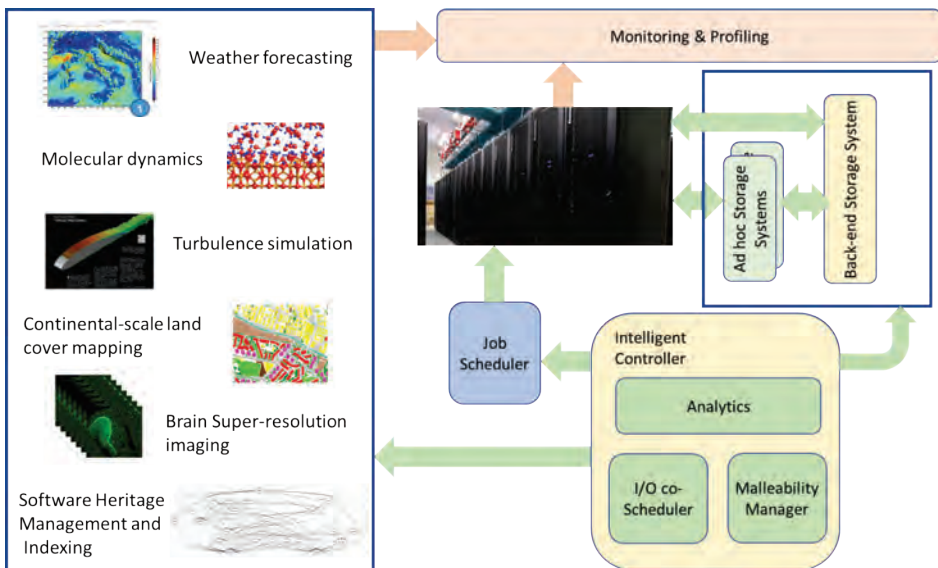 Weather forecasting
1
Molecular dynamics
Turbulence simulation
Continental-scale land
cover mapping
Brain Super-resolution
imaging
Software Heritage
Management and
Indexing
Monitoring & Profiling
Ad hoc Storage
Systems
Back-end Storage System
Job
Scheduler
Intelligent
Controller
Analytics
I/O co-
Scheduler
Malleability
Manager